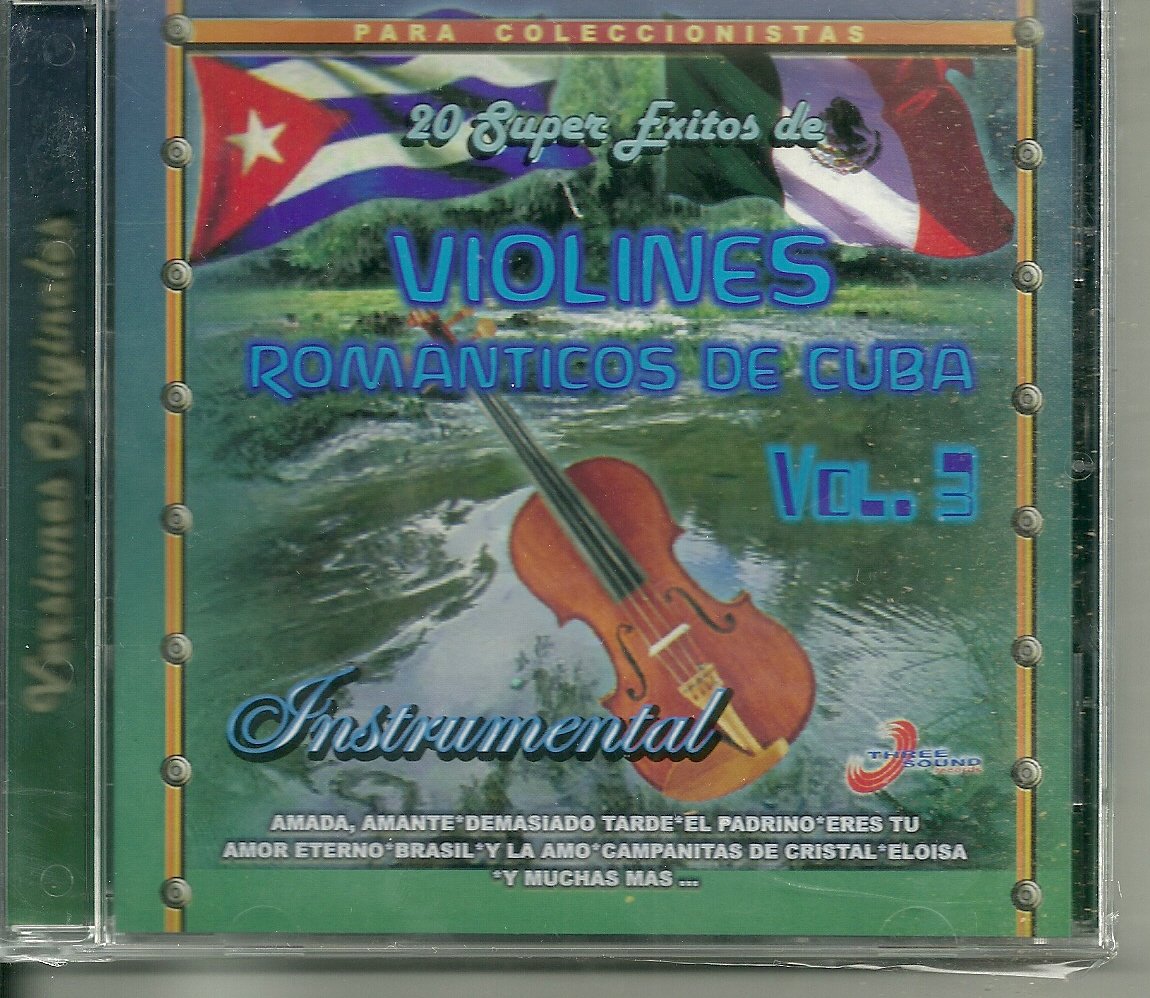 PARA COLECCIONISTAS
20 Super Exitos de
VIOLINES
ROMANTICOS DE CUBA
VOL. 3
Instrumental
THREE
SOUND
records
AMADA, AMANTE*DEMASIADO TARDE*EL PADRINO*ERES TU
AMOR ETERNO*BRASIL*Y LA AMO*CAMPANITAS DE CRISTAL*ELOISA
*Y MUCHAS MAS ...
Versiones Originales